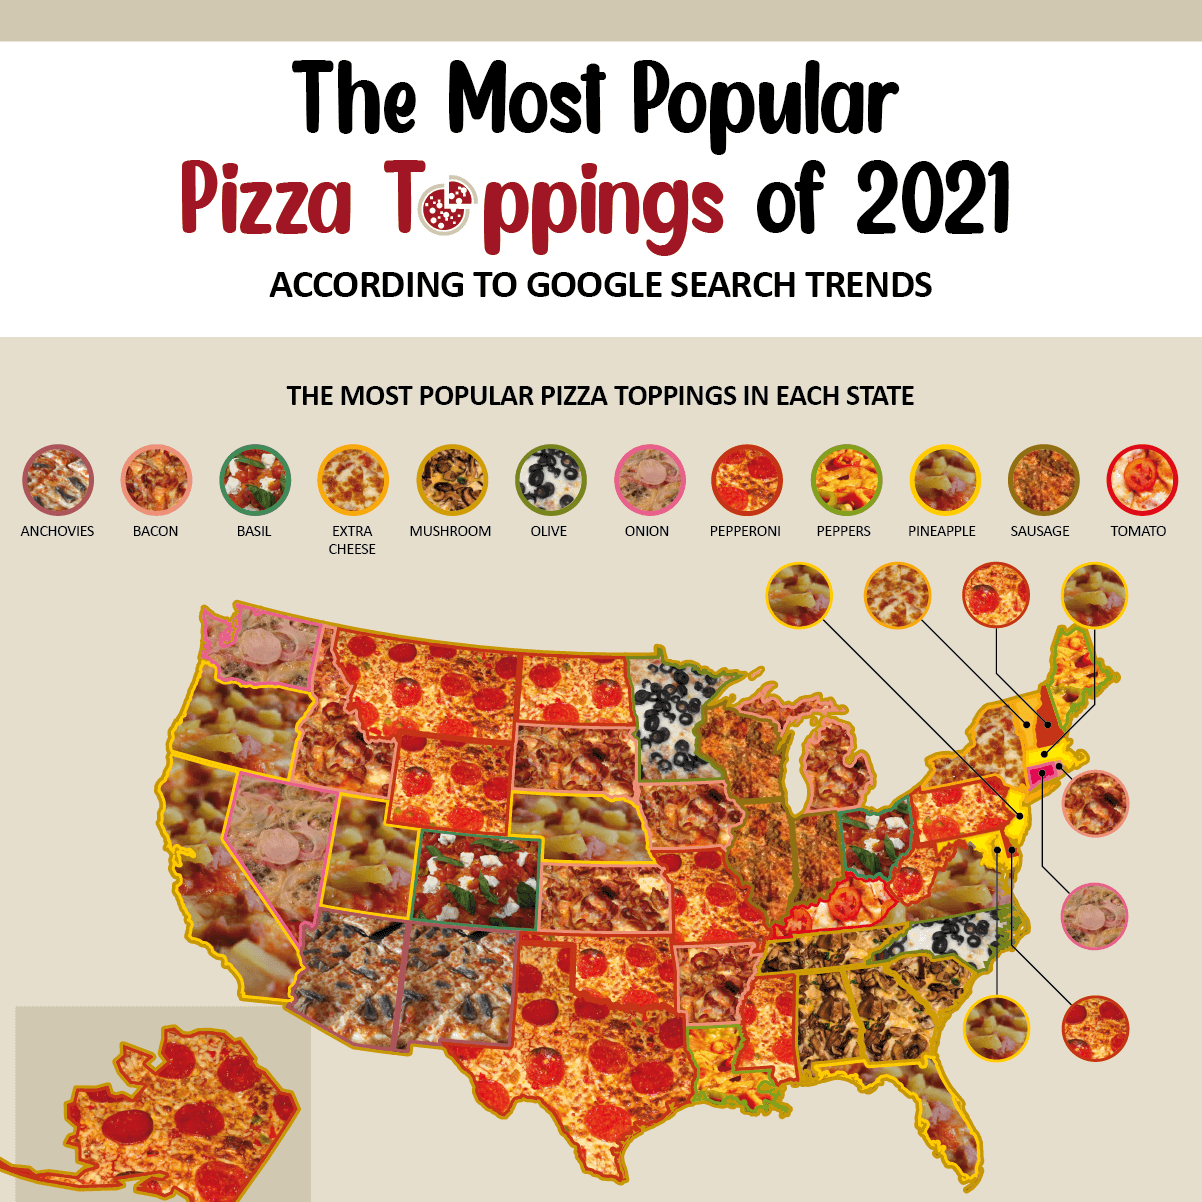 The Most Popular
Pizza Toppings of 2021
ACCORDING TO GOOGLE SEARCH TRENDS
THE MOST POPULAR PIZZA TOPPINGS IN EACH STATE
ANCHOVIES
BACON
BASIL
EXTRA
CHEESE
MUSHROOM
OLIVE
ONION
PEPPERONI
PEPPERS
PINEAPPLE
SAUSAGE
TOMATO